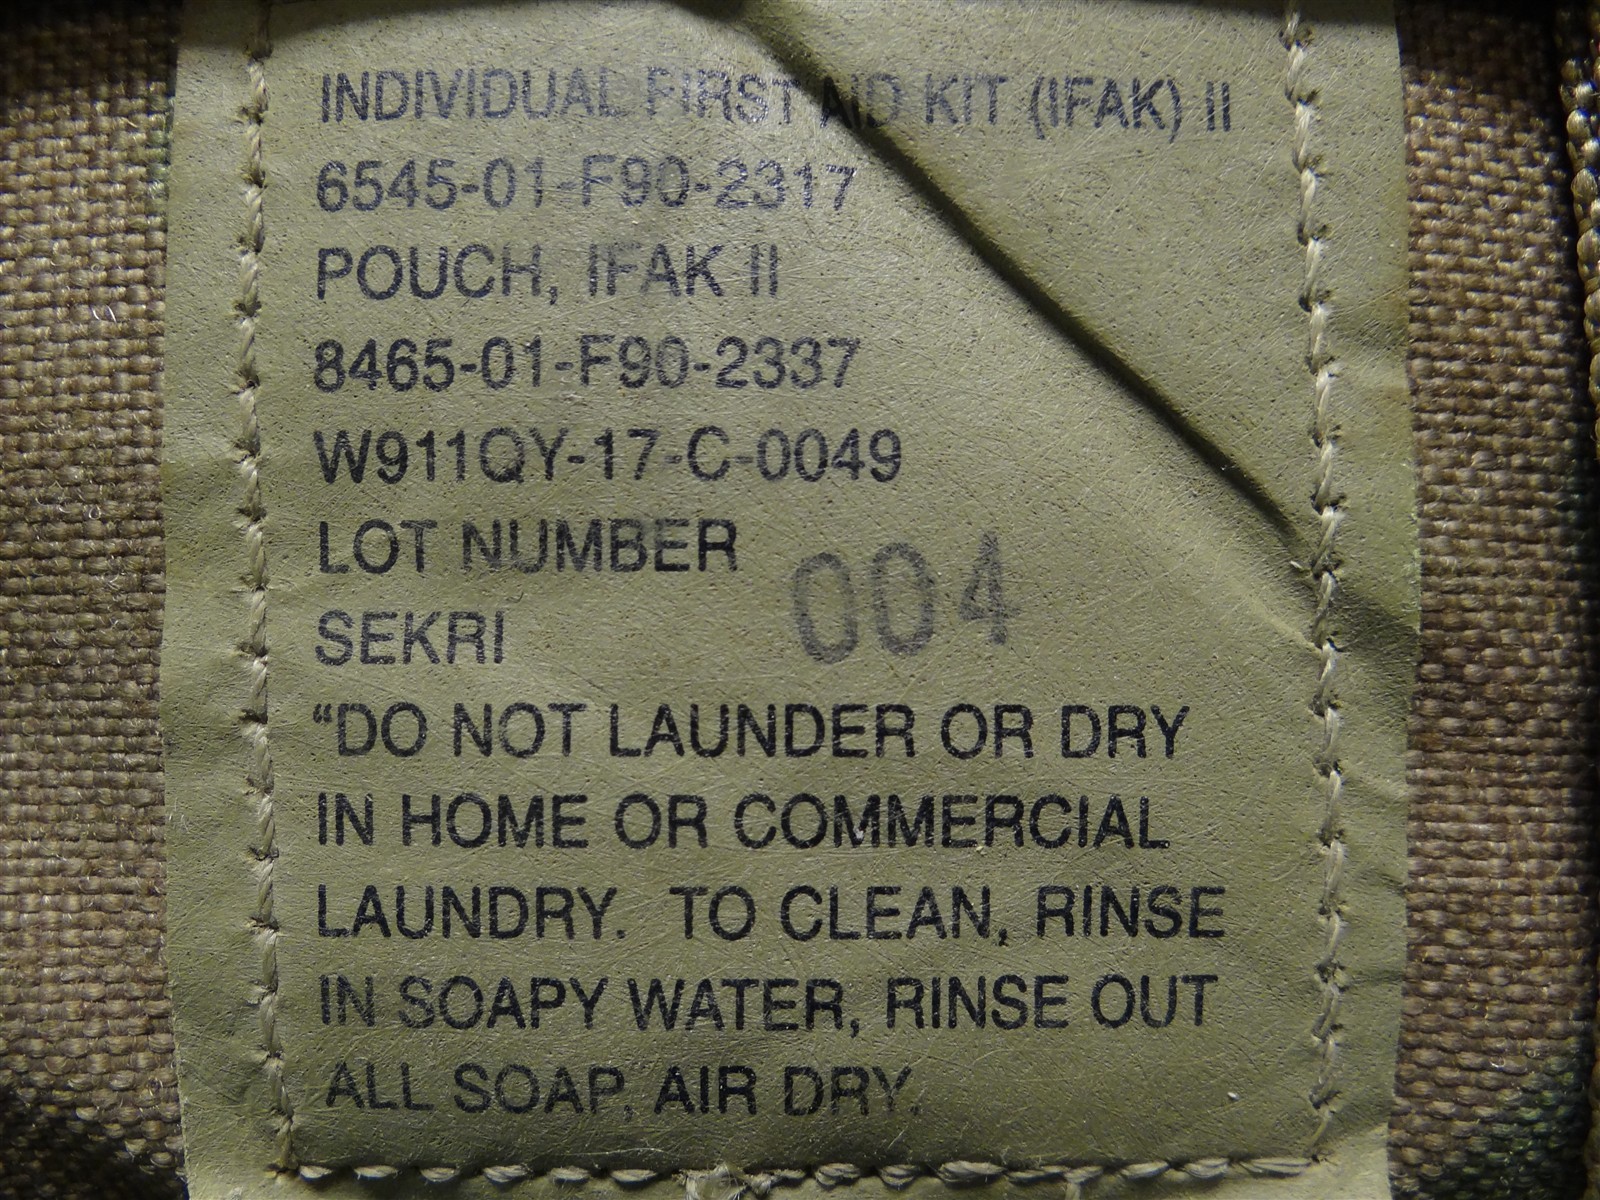 INDIVIDUAL FIRST AID KIT (IFAK) II
6545-01-F90-2317
POUCH, IFAK II
8465-01-F90-2337
W911QY-17-C-0049
LOT NUMBER 004
SEKRI
“DO NOT LAUNDER OR DRY
IN HOME OR COMMERCIAL
LAUNDRY. TO CLEAN, RINSE
IN SOAPY WATER, RINSE OUT
ALL SOAP, AIR DRY.